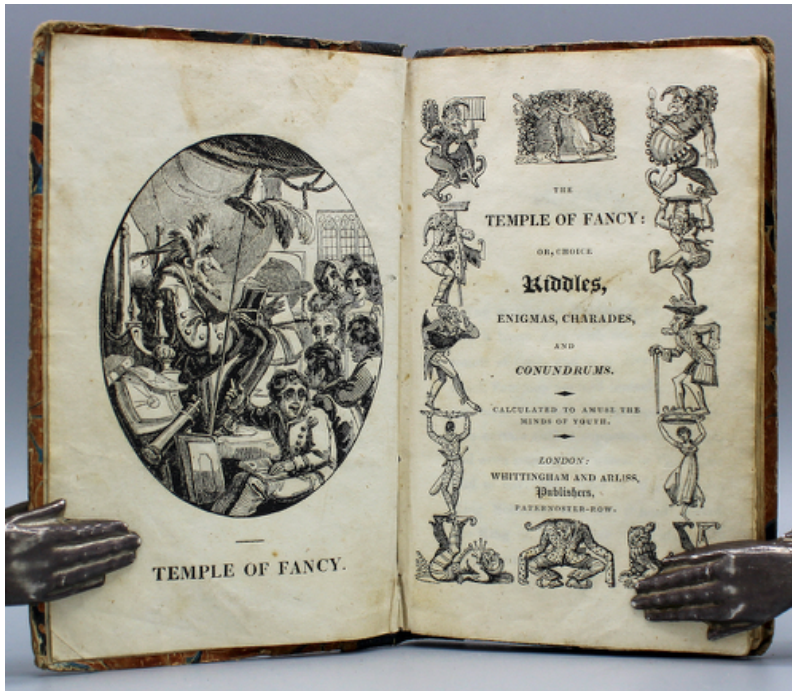 TEMPLE OF FANCY.
THE
TEMPLE OF FANCY:
OR, CHOICE
Riddles,
ENIGMAS, CHARADES,
AND
CONUNDRUMS.
CALCULATED TO AMUSE THE
MINDS OF YOUTH.
LONDON:
WHITTINGHAM AND ARLISS,
Publishers,
PATERNOSTER-ROW.